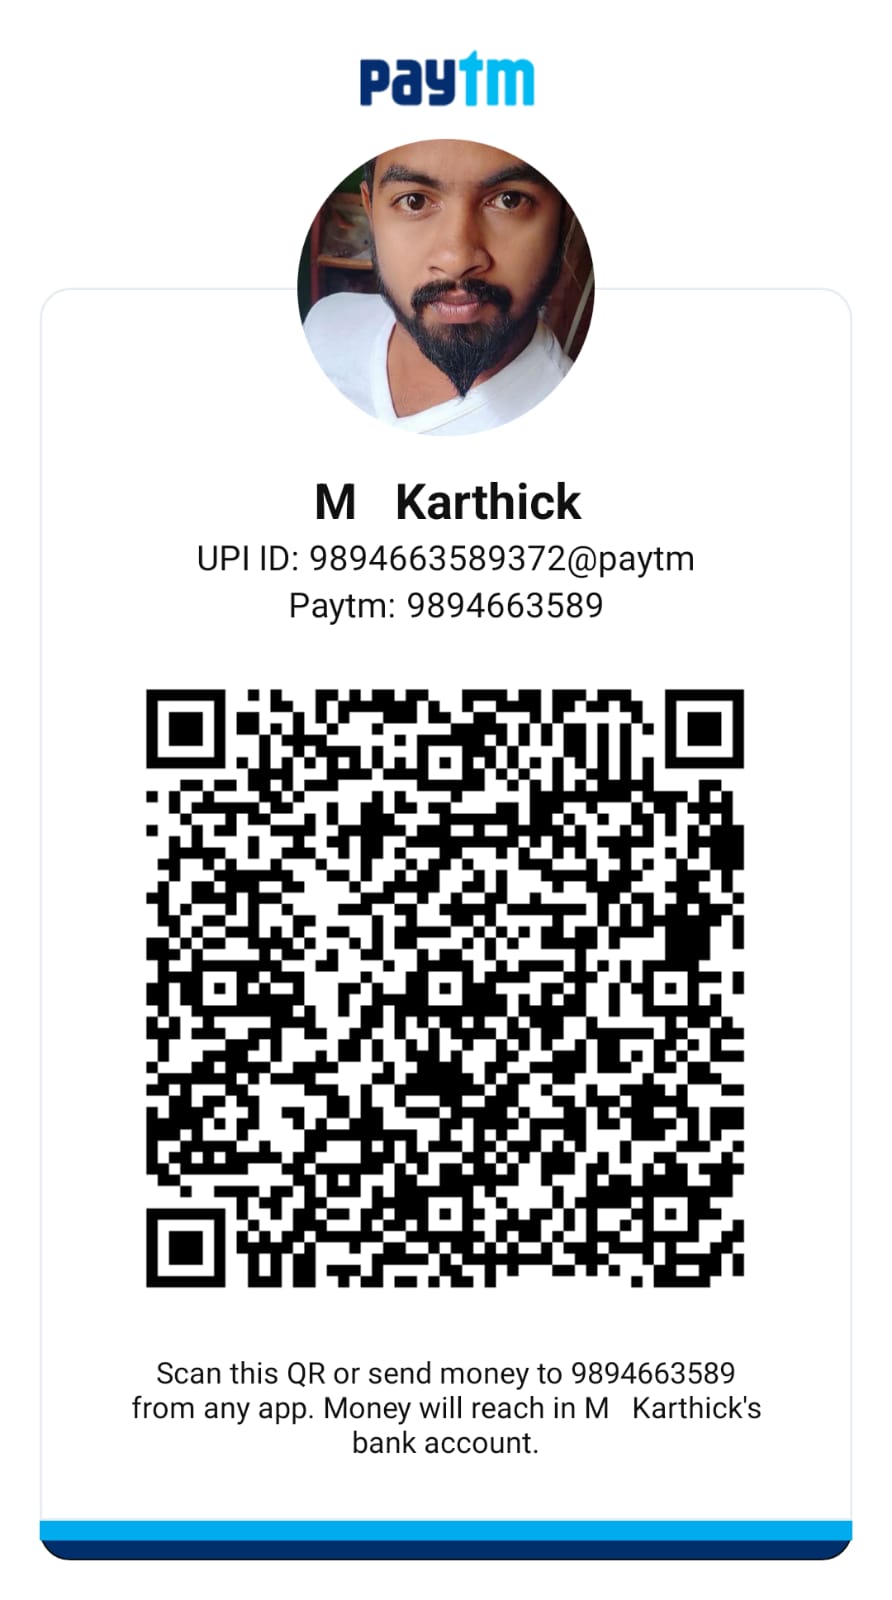 paytm
M Karthick
UPI ID: 9894663589372@paytm
Paytm: 9894663589
Scan this QR or send money to 9894663589
from any app. Money will reach in M Karthick's
bank account.